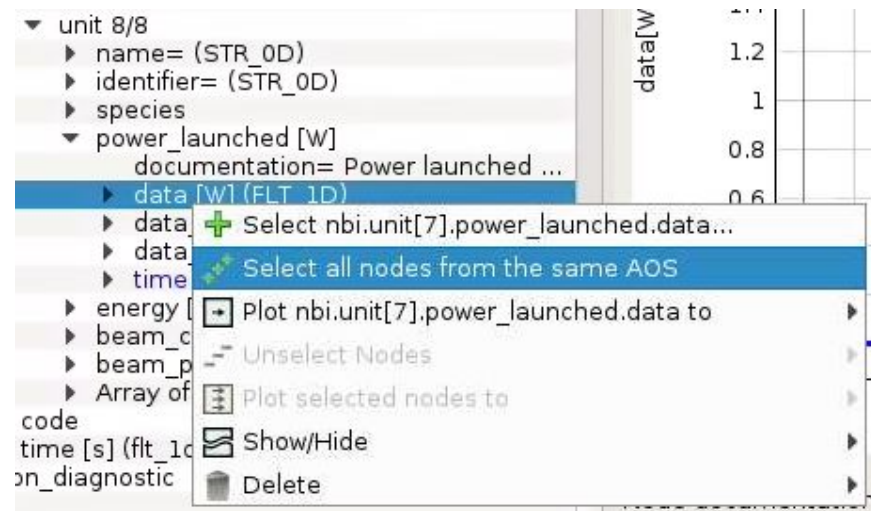 unit 8/8
name= (STR_0D)
identifier= (STR_0D)
species
power_launched [W]
documentation= Power launched ...
data [W] (FLT_1D)
data_
data_
time
energy [
beam_c
beam_p
Array of
code
time [s] (flt_1d
on_diagnostic
Select nbi.unit[7].power_launched.data...
Select all nodes from the same AOS
Plot nbi.unit[7].power_launched.data to
Unselect Nodes
Plot selected nodes to
Show/Hide
Delete
data[W
1.2
1
0.8
0.6